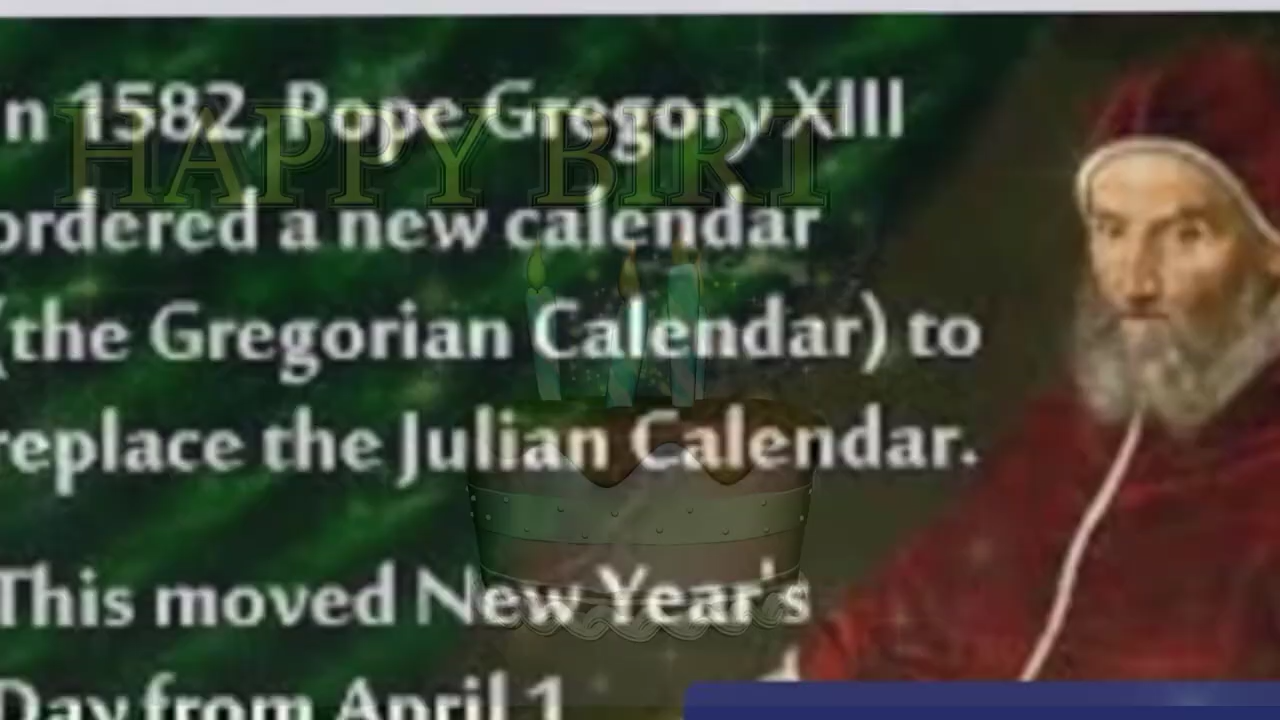 n 1582, Pope Gregory XIII
HAPPY BIRT
ordered a new calendar
(the Gregorian Calendar) to
replace the Julian Calendar.
This moved New Year's
Day from April 1